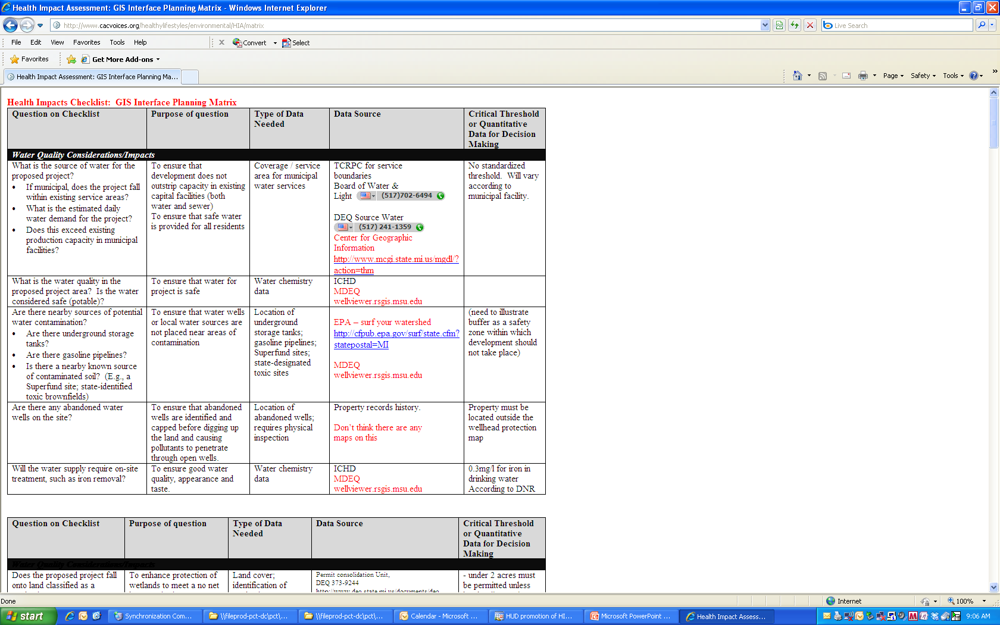 Health Impact Assessment: GIS Interface Planning Matrix - Windows Internet Explorer
http://www.cacvoices.org/healthylifestyles/environmental/HIA/matrix
Live Search
File Edit View Favorites Tools Help
Convert Select
Favorites Get More Add-ons
Health Impact Assessment: GIS Interface Planning Ma...
Page Safety Tools
Health Impacts Checklist: GIS Interface Planning Matrix
Question on Checklist
Purpose of question
Type of Data
Needed
Data Source
Critical Threshold
or Quantitative
Data for Decision
Making
Water Quality Considerations/Impacts
What is the source of water for the
proposed project?
• If municipal, does the project fall
within existing service areas?
• What is the estimated daily
water demand for the project?
• Does this exceed existing
production capacity in municipal
facilities?
To ensure that
development does not
outstrip capacity in existing
capital facilities (both
water and sewer)
To ensure that safe water
is provided for all residents
Coverage / service
area for municipal
water services
TCRPC for service
boundaries
Board of Water &
Light (517)702-6494
DEQ Source Water
(517) 241-1359
Center for Geographic
Information
http://www.mcgi.state.mi.us/mgdl/?
action=thm
No standardized
threshold. Will vary
according to
municipal facility.
What is the water quality in the
proposed project area? Is the water
considered safe (potable)?
To ensure that water for
project is safe
Water chemistry
data
ICHD
MDEQ
wellviewer.rsgis.msu.edu
Are there nearby sources of potential
water contamination?
• Are there underground storage
tanks?
• Are there gasoline pipelines?
• Is there a nearby known source
of contaminated soil? (E.g., a
Superfund site; state-identified
toxic brownfields)
To ensure that water wells
or local water sources are
not placed near areas of
contamination
Location of
underground
storage tanks;
gasoline pipelines;
Superfund sites;
state-designated
toxic sites
EPA – surf your watershed
http://cfpub.epa.gov/surf/state.cfm?
statepostal=MI
MDEQ
wellviewer.rsgis.msu.edu
(need to illustrate
buffer as a safety
zone within which
development should
not take place)
Are there any abandoned water
wells on the site?
To ensure that abandoned
wells are identified and
capped before digging up
the land and causing
pollutants to penetrate
through open wells.
Location of
abandoned wells;
requires physical
inspection
Property records history.
Don't think there are any
maps on this
Property must be
located outside the
wellhead protection
map
Will the water supply require on-site
treatment, such as iron removal?
To ensure good water
quality, appearance and
taste.
Water chemistry
data
ICHD
MDEQ
wellviewer.rsgis.msu.edu
0.3mg/l for iron in
drinking water
According to DNR
Question on Checklist
Purpose of question
Type of Data
Needed
Data Source
Critical Threshold
or Quantitative
Data for Decision
Making
Water Quality Considerations/Impacts
Does the proposed project fall
onto land classified as a
To enhance protection of
wetlands to meet a no net
Land cover;
identification of
Permit consolidation Unit,
DEQ 373-9244
http://www.deq.state.mi.us/documents/deq
- under 2 acres must
be permitted unless
Done
Internet
100%
start
Synchronization Com...
\\fileprod-pct-dc\pct\...
\\fileprod-pct-dc\pct\...
Calendar - Microsoft ...
HUD promotion of HI...
Microsoft PowerPoint ...
Health Impact Assess...
9:06 AM